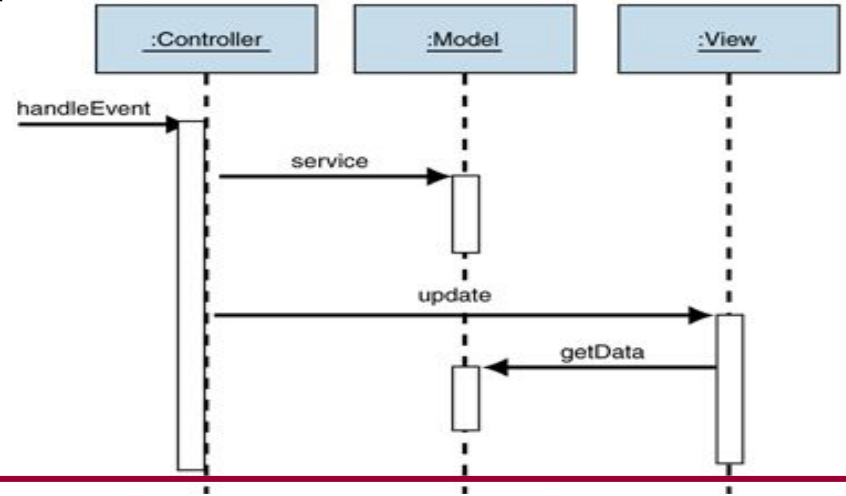 :Controller
:Model
:View
handleEvent
service
update
getData